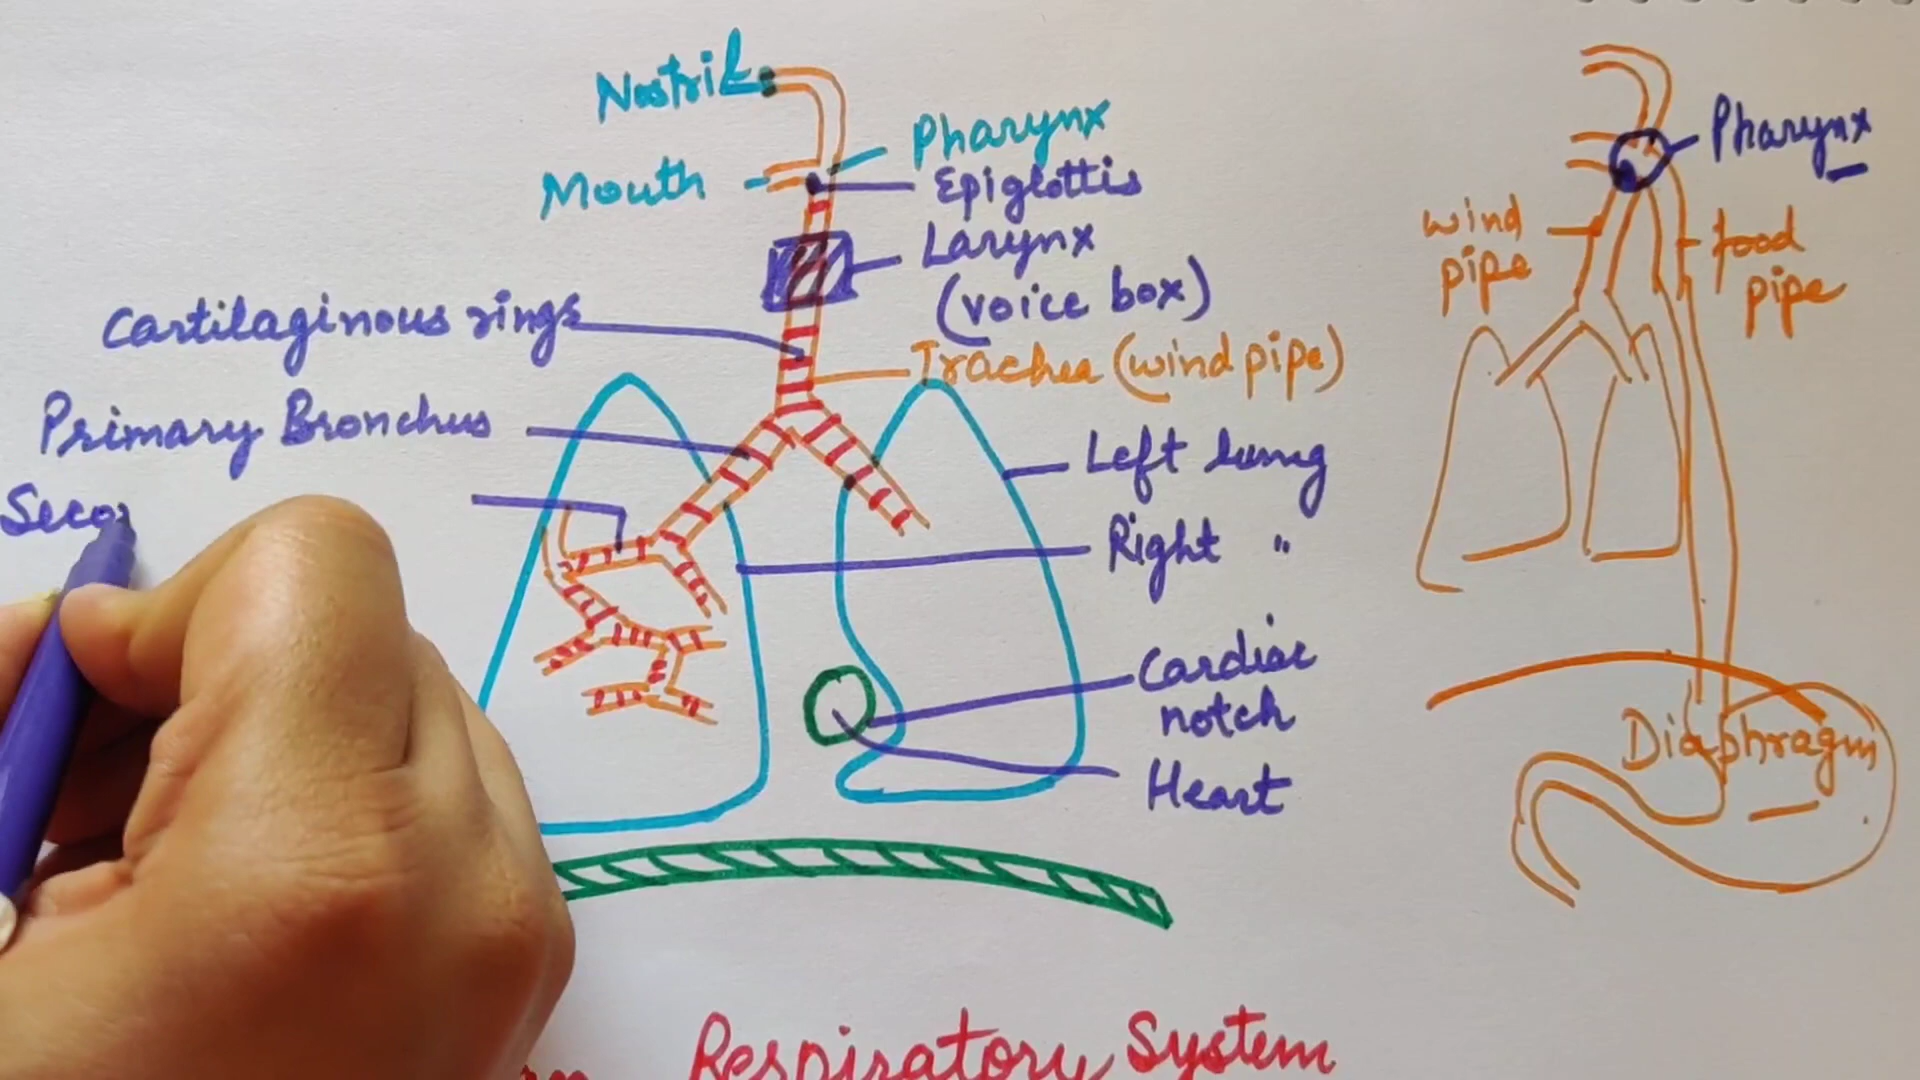 Nostril
Pharynx
Mouth
Epiglottis
Larynx
(voice box)
Cartilaginous rings
Trachea (wind pipe)
Primary Bronchus
Left lung
Seco
Right "
Cardiac
notch
Heart
Respiratory System
Pharynx
wind
pipe
food
pipe
Diaphragm